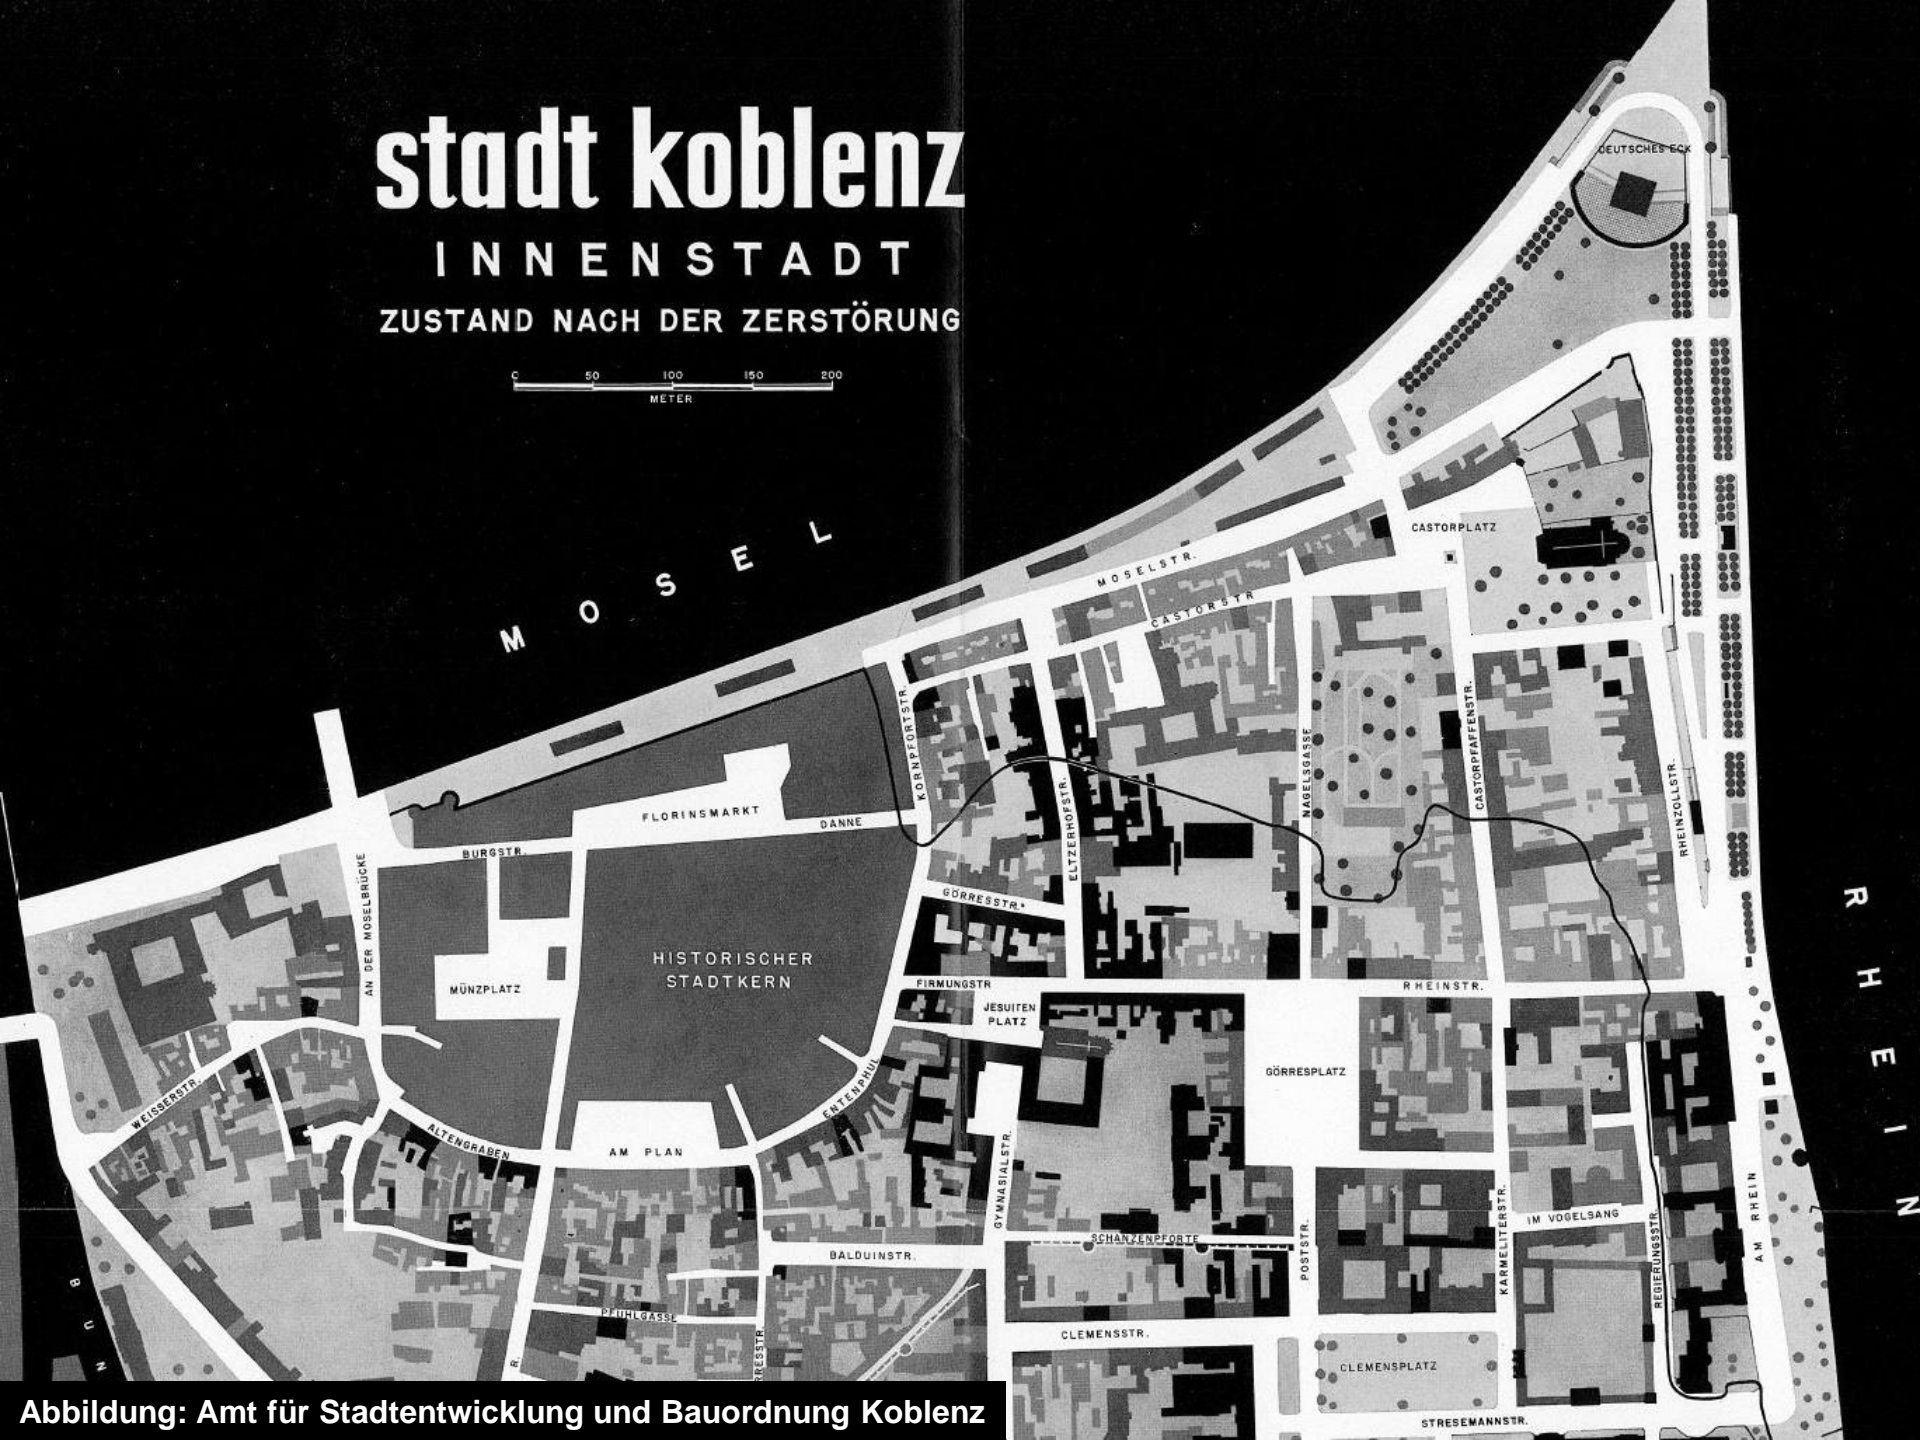 stadt koblenz
INNENSTADT
ZUSTAND NACH DER ZERSTÖRUNG
0 50 100 150 200
METER
DEUTSCHES ECK
MOSEL
CASTORPLATZ
MOSELSTR.
CASTORSTR
KORNPFORTSTR.
ELTZERHOFSTR.
NAGELSGASSE
CASTORPFAFFENSTR.
RHEINZOLLSTR.
RHEIN
FLORINSMARKT
DANNE
BURGSTR.
AN DER MOSELBRÜCKE
GÖRRESSTR.
HISTORISCHER
STADTKERN
MÜNZPLATZ
FIRMUNGSTR
RHEINSTR.
JESUITEN
PLATZ
GÖRRESPLATZ
WEISSERSTR.
ENTENPHUL
ALTENGRABEN
AM PLAN
GYMNASIALSTR.
SCHANZENPFORTE
POSTSTR.
KARMELITERSTR.
IM VOGELSANG
REGIERUNGSSTR.
AM RHEIN
BALDUINSTR.
PFUHLGASSE
RESSTR.
R.
BUN
CLEMENSSTR.
CLEMENSPLATZ
STRESEMANNSTR.
Abbildung: Amt für Stadtentwicklung und Bauordnung Koblenz